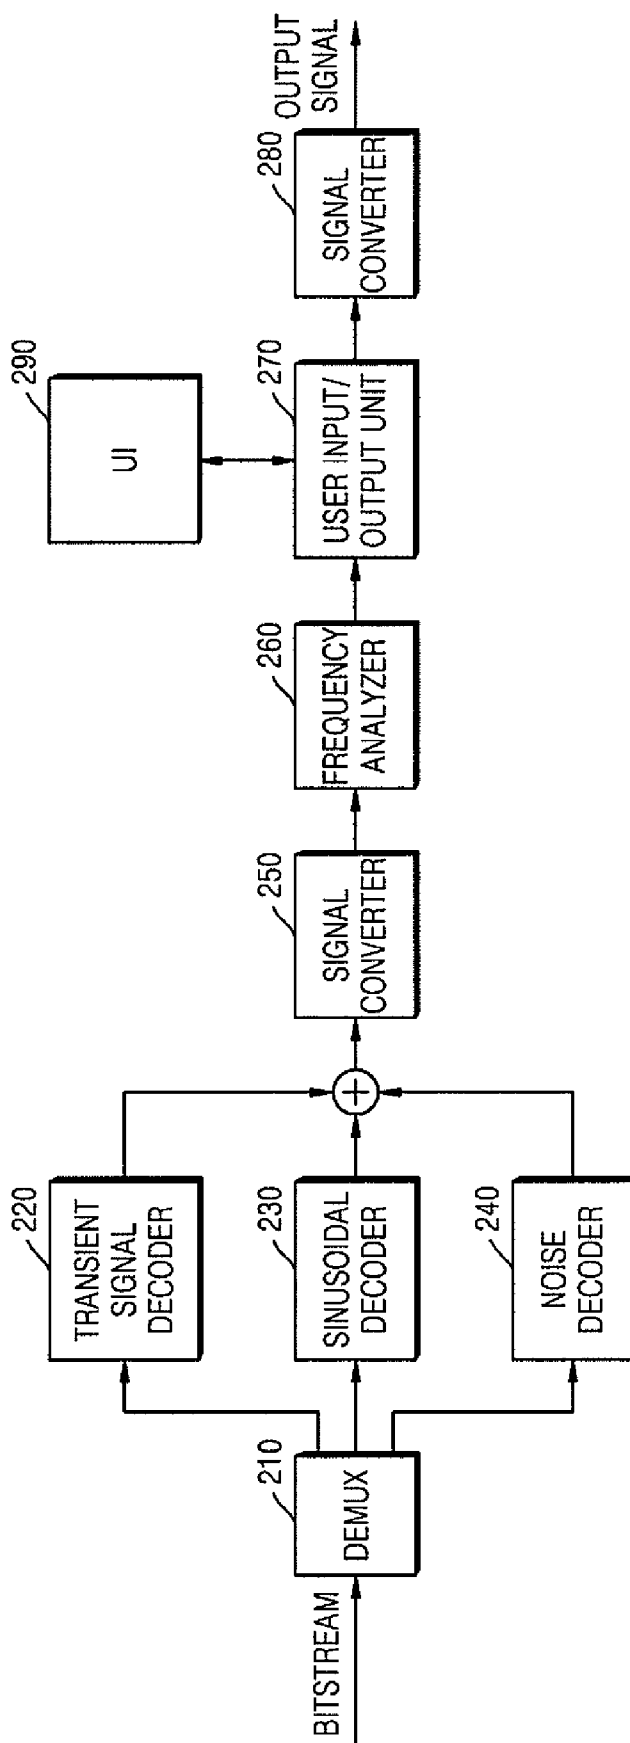 BITSTREAM
210
DEMUX
220
TRANSIENT
SIGNAL
DECODER
230
SINUSOIDAL
DECODER
240
NOISE
DECODER
+
250
SIGNAL
CONVERTER
260
FREQUENCY
ANALYZER
290
UI
270
USER INPUT/
OUTPUT UNIT
280
SIGNAL
CONVERTER
OUTPUT
SIGNAL